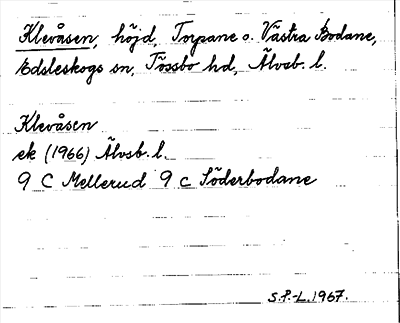 Klevåsen, höjd, Torpane o. Västra Bodane,
Edsleskogs sn, Tössbo hd, Älvsb. l.
Klevåsen
ek (1966) Älvsb. l.
9 C Mellerud 9 c Söderbodane
S.P.-L. 1967.